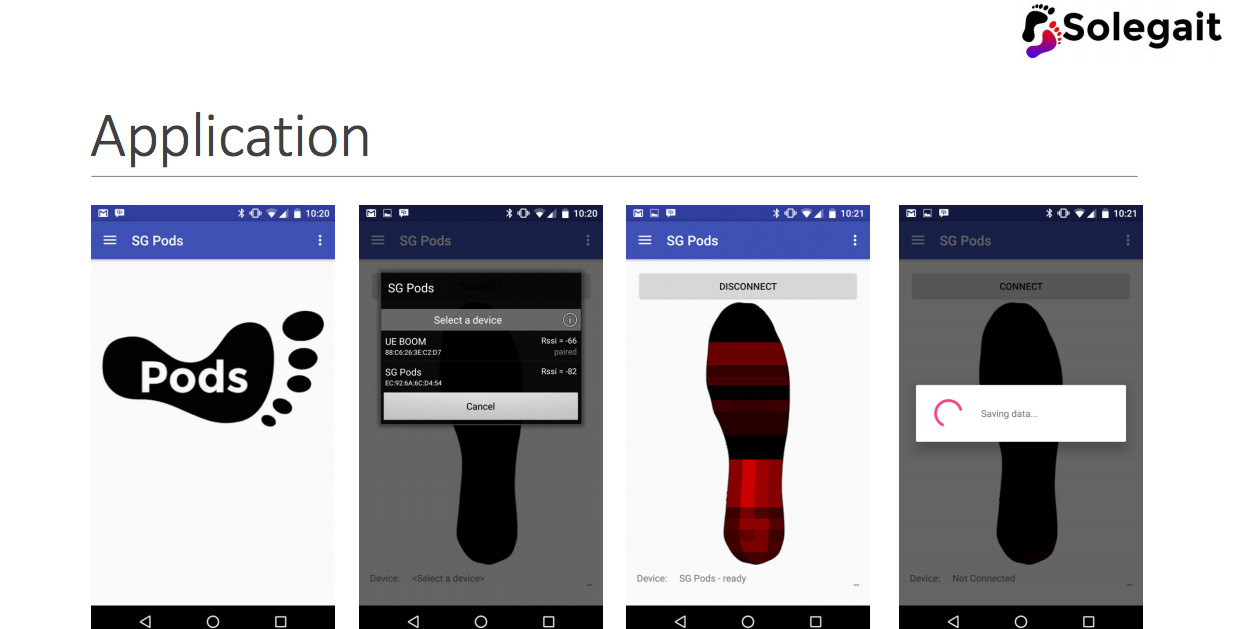 Solegait
Application
10:20
SG Pods
Pods
10:20
SG Pods
CONNECT
SG Pods
Select a device
UE BOOM
Rssi = -66
88:C6:26:3E:C2:D7
paired
SG Pods
Rssi = -82
EC:92:6A:6C:D4:54
Cancel
Device: <Select a device>
10:21
SG Pods
DISCONNECT
Device: SG Pods - ready
10:21
SG Pods
CONNECT
Saving data...
Device: Not Connected